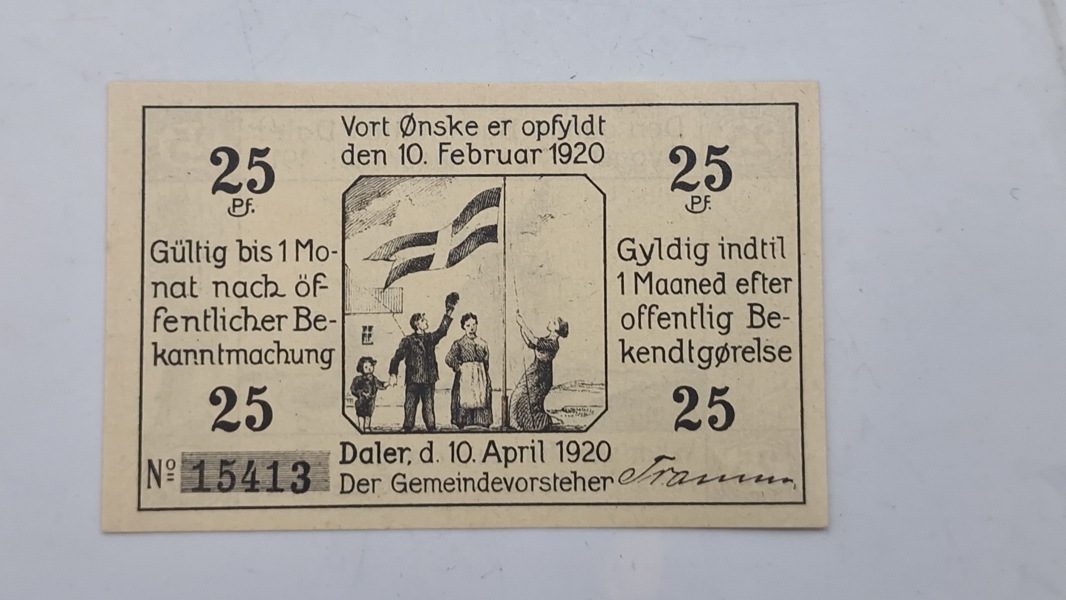 Vort Ønske er opfyldt
den 10. Februar 1920
25
Pf.
25
Pf.
Gültig bis 1 Mo-
nat nach öf-
fentlicher Be-
kanntmachung
Gyldig indtil
1 Maaned efter
offentlig Be-
kendtgørelse
25
25
Daler, d. 10. April 1920
Nº 15413
Der Gemeindevorsteher